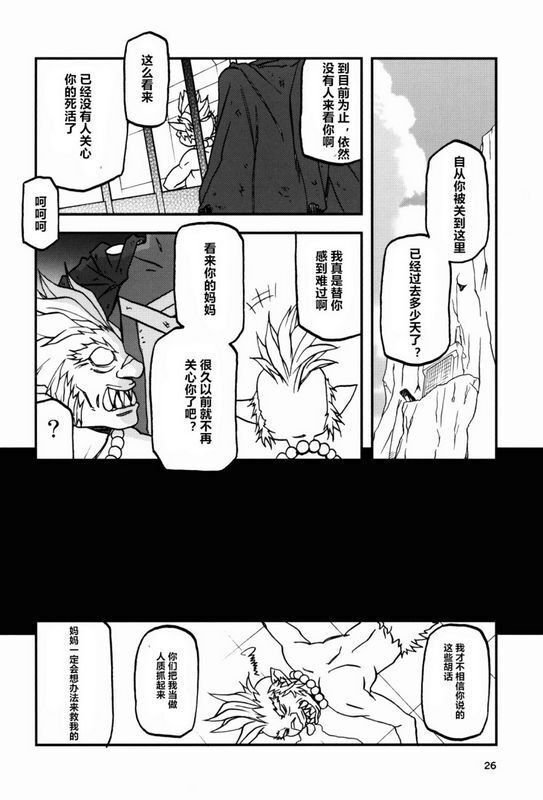 自从你被关到这里
已经过去多少天了？
到目前为止，依然
没有人来看你啊
这么看来
已经没有人关心
你的死活了
我真是替你
感到难过啊
看来你的妈妈
很久以前就不再
关心你了吧？
呵呵呵
？
我才不相信你说的
这些胡话
你们把我当做
人质抓起来
妈妈一定会想办法来救我的
26